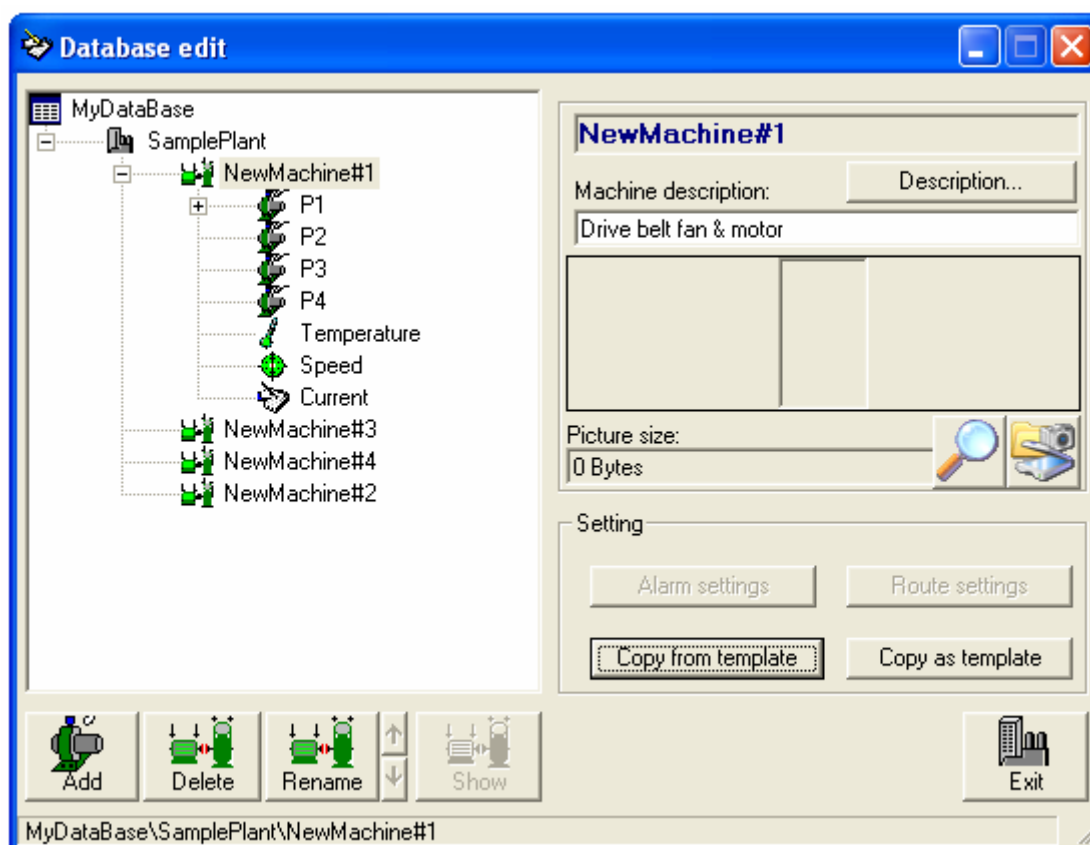 Database edit
MyDataBase
SamplePlant
NewMachine#1
P1
P2
P3
P4
Temperature
Speed
Current
NewMachine#3
NewMachine#4
NewMachine#2
NewMachine#1
Machine description:
Description...
Drive belt fan & motor
Picture size:
0 Bytes
Setting
Alarm settings
Route settings
Copy from template
Copy as template
Add
Delete
Rename
Show
Exit
MyDataBase\SamplePlant\NewMachine#1